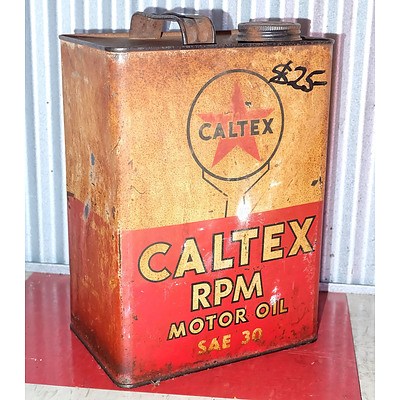 $25-
CALTEX
CALTEX
RPM
MOTOR OIL
SAE 30